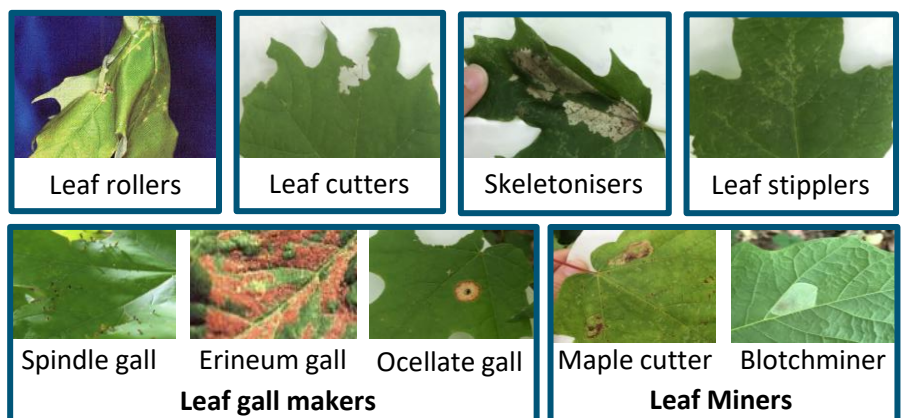 Leaf rollers
Leaf cutters
Skeletonisers
Leaf stipplers
Spindle gall
Erineum gall
Ocellate gall
Leaf gall makers
Maple cutter
Blotchminer
Leaf Miners